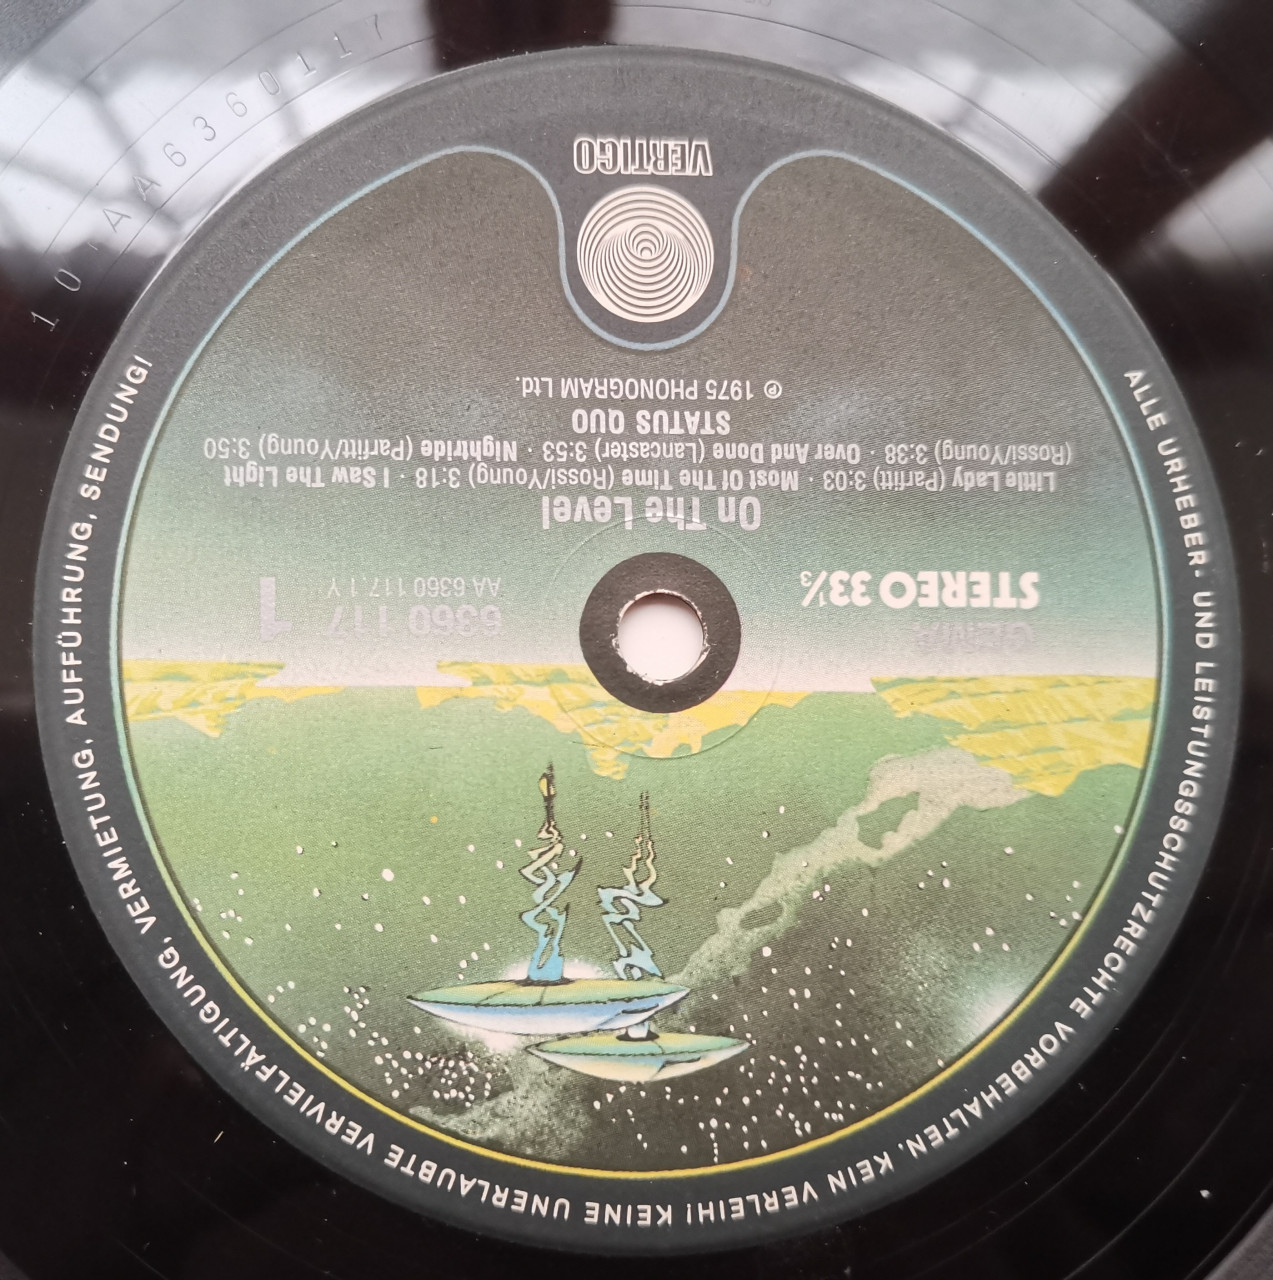 GEMA
6360 117
1
STEREO 33⅓
AA 6360 117.1 Y
On The Level
Little Lady (Parfitt) 3:03 · Most Of The Time (Rossi/Young) 3:18 · I Saw The Light
(Rossi/Young) 3:38 · Over And Done (Lancaster) 3:53 · Nightride (Parfitt/Young) 3:50
STATUS QUO
℗ 1975 PHONOGRAM Ltd.
VERTIGO
ALLE URHEBER- UND LEISTUNGSSCHUTZRECHTE VORBEHALTEN. KEIN VERLEIH! KEINE UNERLAUBTE VERVIELFÄLTIGUNG, VERMIETUNG, AUFFÜHRUNG, SENDUNG!
10 AA6360117